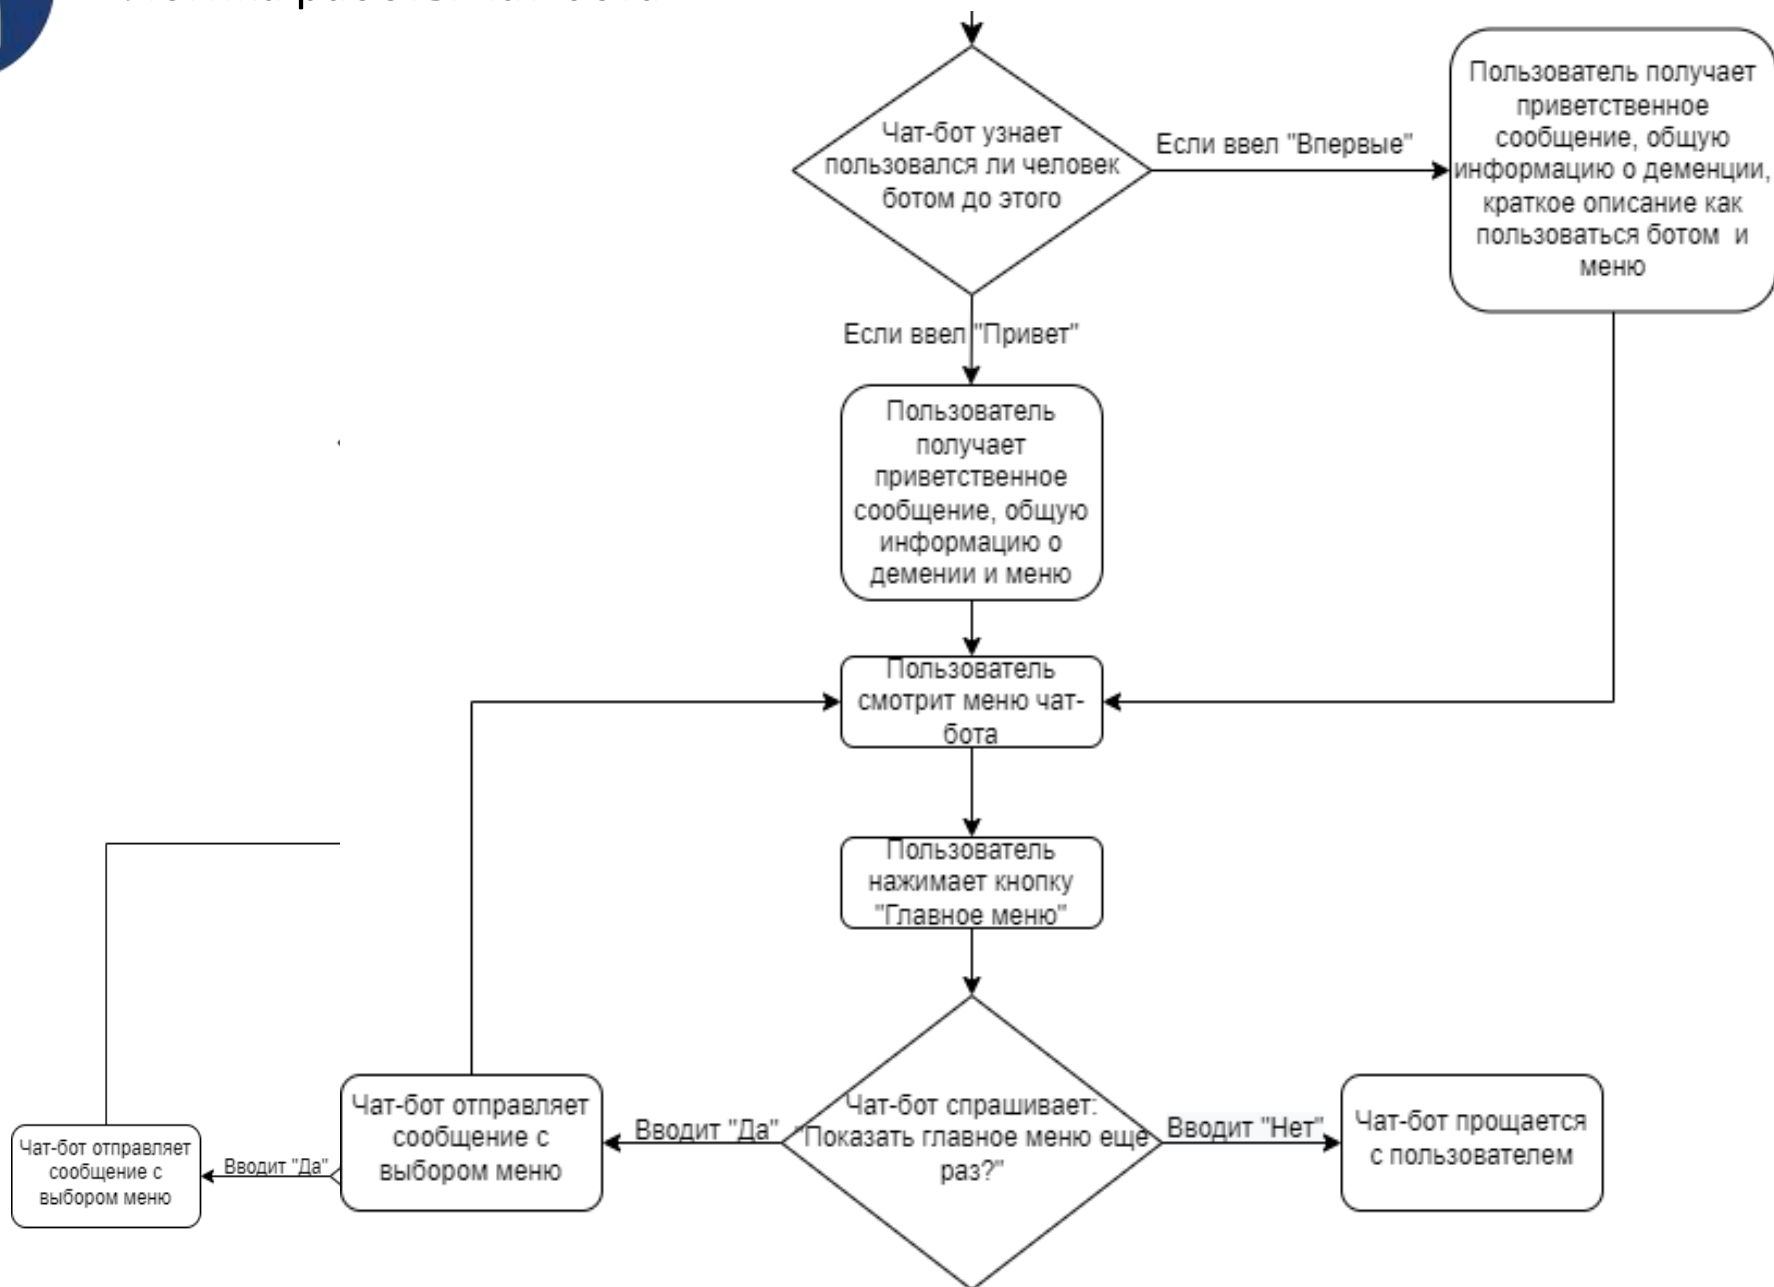 Чат-бот узнает
пользовался ли человек
ботом до этого
Если ввел "Впервые"
Пользователь получает
приветственное
сообщение, общую
информацию о деменции,
краткое описание как
пользоваться ботом и
меню
Если ввел "Привет"
Пользователь
получает
приветственное
сообщение, общую
информацию о
демении и меню
Пользователь
смотрит меню чат-
бота
Пользователь
нажимает кнопку
"Главное меню"
Чат-бот спрашивает:
"Показать главное меню еще
раз?"
Вводит "Да"
Чат-бот отправляет
сообщение с
выбором меню
Вводит "Нет"
Чат-бот прощается
с пользователем
Вводит "Да"
Чат-бот отправляет
сообщение с
выбором меню